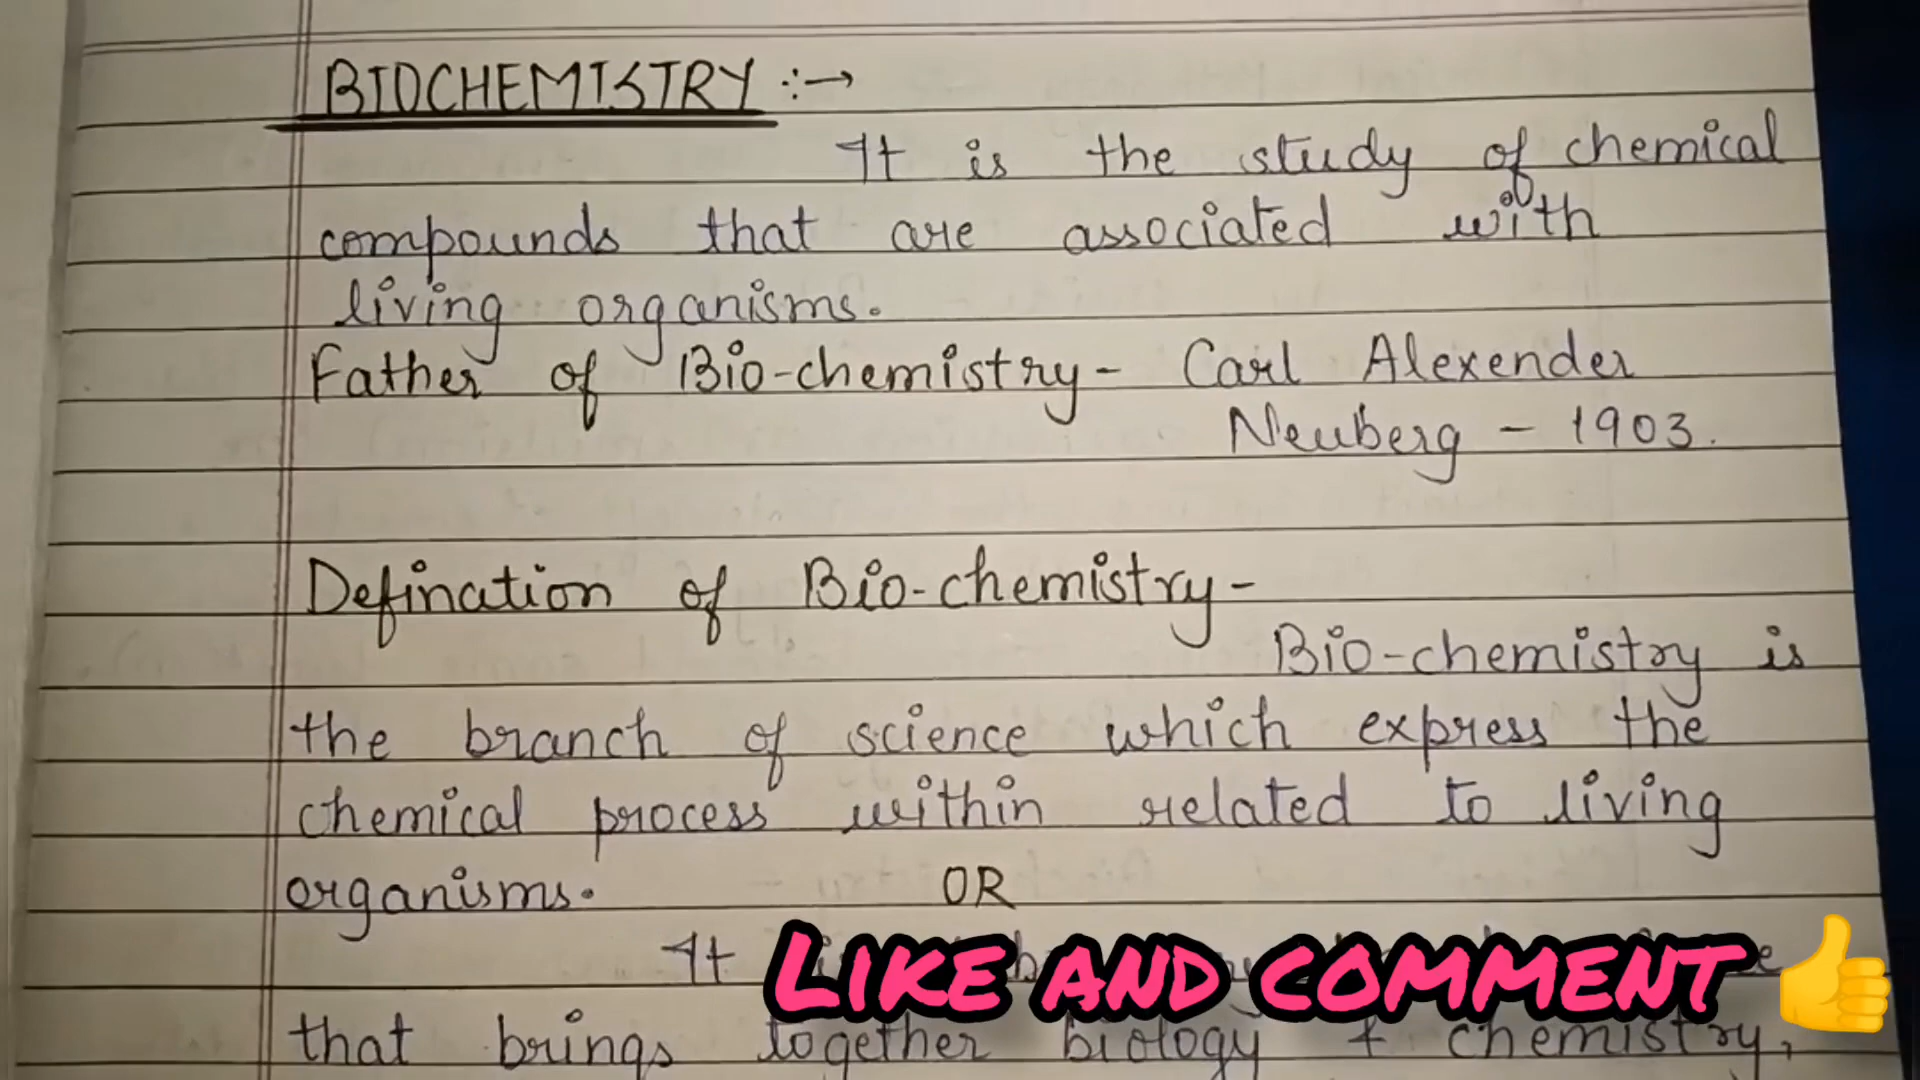 BIOCHEMISTRY :→
It is the study of chemical
compounds that are associated with
living organisms.
Father of Bio-chemistry - Carl Alexender
Neuberg - 1903.
Defination of Bio-chemistry -
Bio-chemistry is
the branch of science which express the
chemical process within related to living
organisms. OR
It
LIKE AND COMMENT 👍
that brings together biology & chemistry,